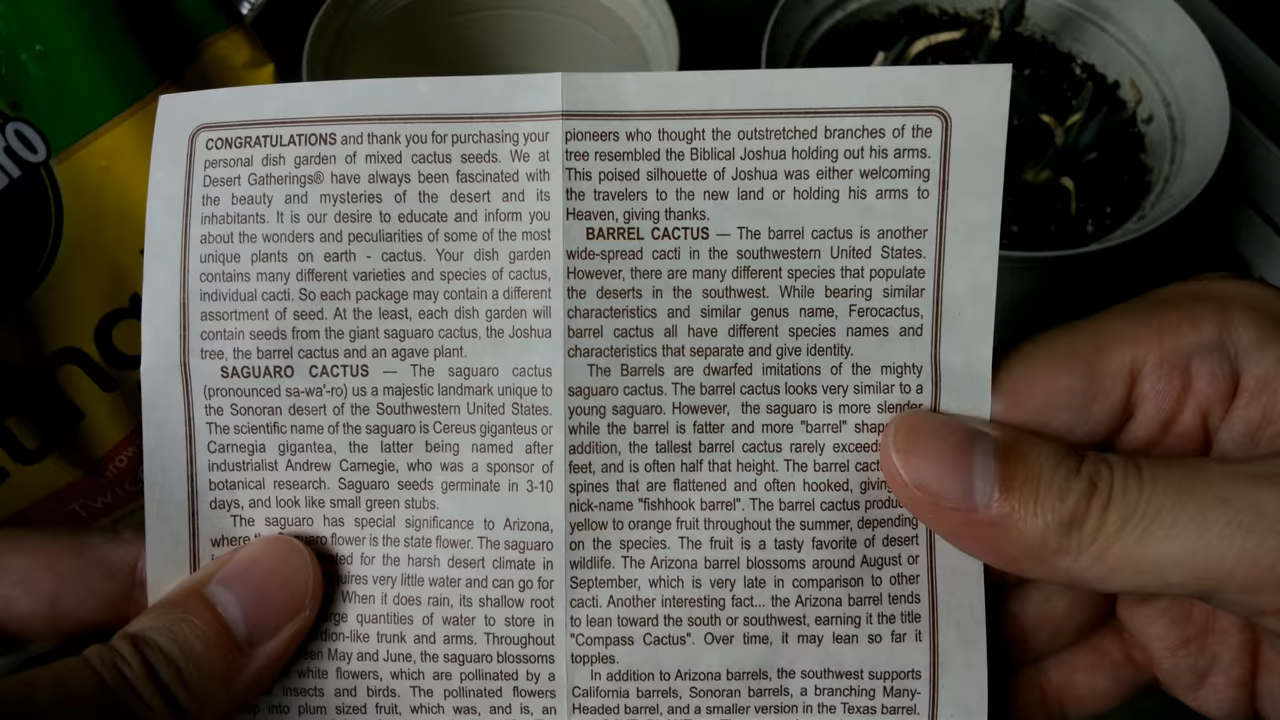 CONGRATULATIONS and thank you for purchasing your
personal dish garden of mixed cactus seeds. We at
Desert Gatherings® have always been fascinated with
the beauty and mysteries of the desert and its
inhabitants. It is our desire to educate and inform you
about the wonders and peculiarities of some of the most
unique plants on earth - cactus. Your dish garden
contains many different varieties and species of cactus,
individual cacti. So each package may contain a different
assortment of seed. At the least, each dish garden will
contain seeds from the giant saguaro cactus, the Joshua
tree, the barrel cactus and an agave plant.
SAGUARO CACTUS — The saguaro cactus
(pronounced sa-wa'-ro) us a majestic landmark unique to
the Sonoran desert of the Southwestern United States.
The scientific name of the saguaro is Cereus giganteus or
Carnegia gigantea, the latter being named after
industrialist Andrew Carnegie, who was a sponsor of
botanical research. Saguaro seeds germinate in 3-10
days, and look like small green stubs.
The saguaro has special significance to Arizona,
where flower is the state flower. The saguaro
for the harsh desert climate in
very little water and can go for
When it does rain, its shallow root
quantities of water to store in
trunk and arms. Throughout
May and June, the saguaro blossoms
white flowers, which are pollinated by a
insects and birds. The pollinated flowers
into plum sized fruit, which was, and is, an
pioneers who thought the outstretched branches of the
tree resembled the Biblical Joshua holding out his arms.
This poised silhouette of Joshua was either welcoming
the travelers to the new land or holding his arms to
Heaven, giving thanks.
BARREL CACTUS — The barrel cactus is another
wide-spread cacti in the southwestern United States.
However, there are many different species that populate
the deserts in the southwest. While bearing similar
characteristics and similar genus name, Ferocactus,
barrel cactus all have different species names and
characteristics that separate and give identity.
The Barrels are dwarfed imitations of the mighty
saguaro cactus. The barrel cactus looks very similar to a
young saguaro. However, the saguaro is more slender
while the barrel is fatter and more "barrel"
addition, the tallest barrel cactus rarely
feet, and is often half that height. The barrel
spines that are flattened and often hooked,
nick-name "fishhook barrel". The barrel cactus
yellow to orange fruit throughout the summer, depending
on the species. The fruit is a tasty favorite of desert
wildlife. The Arizona barrel blossoms around August or
September, which is very late in comparison to other
cacti. Another interesting fact... the Arizona barrel tends
to lean toward the south or southwest, earning it the title
"Compass Cactus". Over time, it may lean so far it
topples.
In addition to Arizona barrels, the southwest supports
California barrels, Sonoran barrels, a branching Many-
Headed barrel, and a smaller version in the Texas barrel.